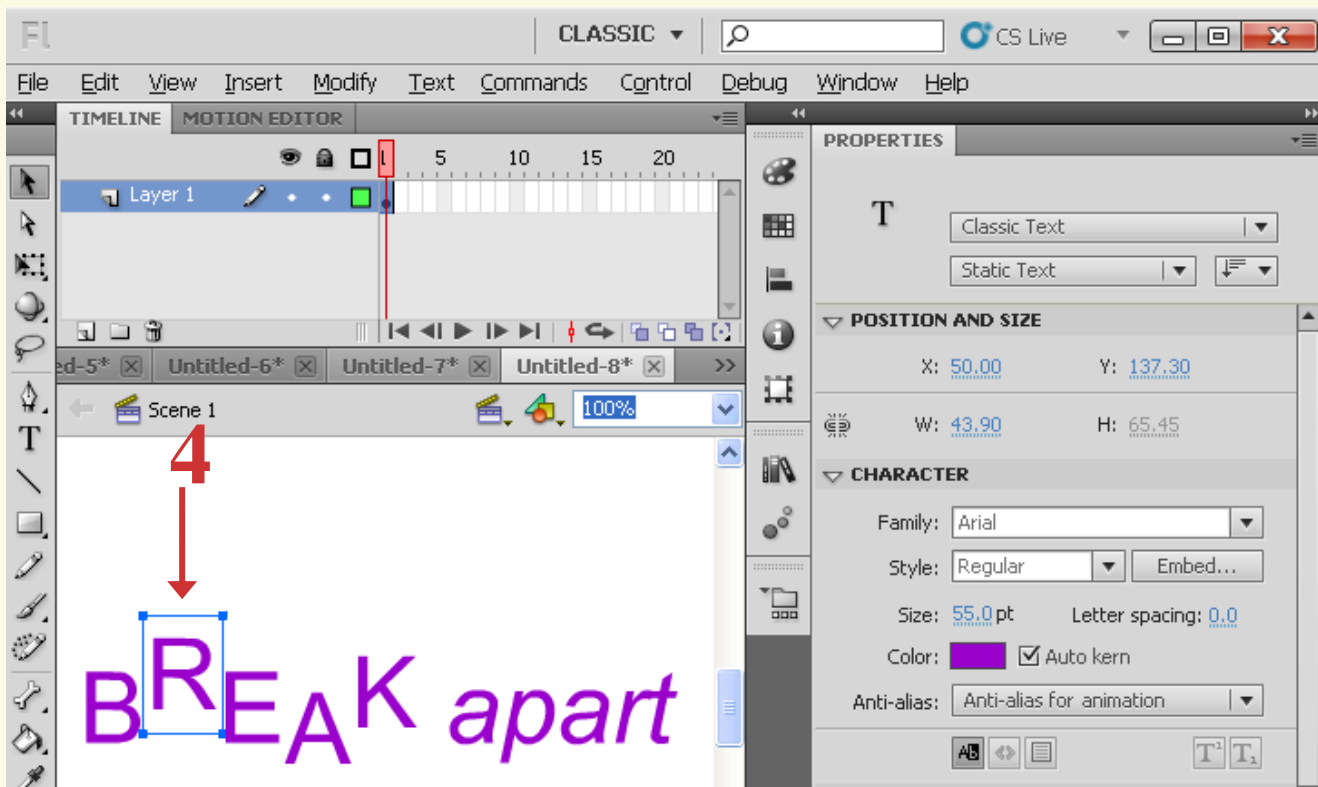 Fl CLASSIC CS Live
File Edit View Insert Modify Text Commands Control Debug Window Help
TIMELINE MOTION EDITOR
1 5 10 15 20
Layer 1
ed-5* Untitled-6* Untitled-7* Untitled-8*
Scene 1 100%
4
BREAK apart
PROPERTIES
T Classic Text
Static Text
POSITION AND SIZE
X: 50.00 Y: 137.30
W: 43.90 H: 65.45
CHARACTER
Family: Arial
Style: Regular Embed...
Size: 55.0 pt Letter spacing: 0.0
Color: Auto kern
Anti-alias: Anti-alias for animation
T
AB T¹ T₁